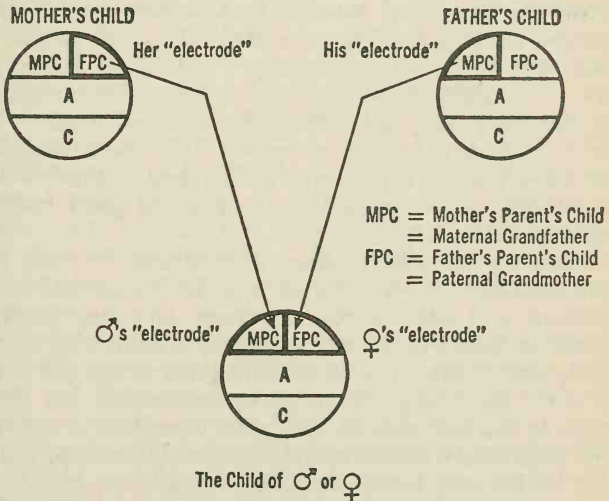 MOTHER'S CHILD
FATHER'S CHILD
Her "electrode"
His "electrode"
MPC FPC
A
C
MPC FPC
A
C
MPC = Mother's Parent's Child
= Maternal Grandfather
FPC = Father's Parent's Child
= Paternal Grandmother
♂'s "electrode"
MPC FPC
♀'s "electrode"
A
C
The Child of ♂ or ♀